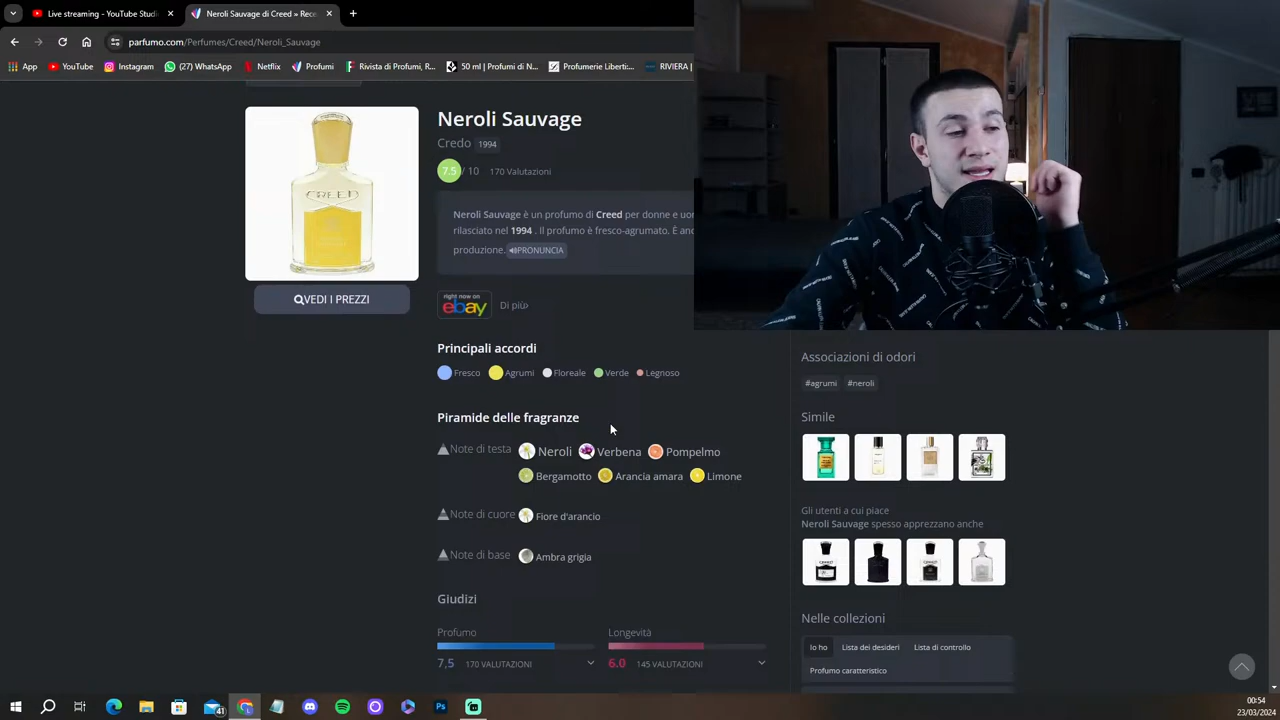 Live streaming - YouTube Studi
Neroli Sauvage di Creed » Rece
parfumo.com/Perfumes/Creed/Neroli_Sauvage
App YouTube Instagram (27) WhatsApp Netflix Profumi Rivista di Profumi, R... 50 ml | Profumi di N... Profumerie Liberti:... RIVIERA |
CREED
Neroli Sauvage
Credo 1994
7.5 / 10 170 Valutazioni
Neroli Sauvage è un profumo di Creed per donne e uom
rilasciato nel 1994 . Il profumo è fresco-agrumato. È anc
produzione. PRONUNCIA
VEDI I PREZZI
right now on
ebay Di più
Principali accordi
Fresco Agrumi Floreale Verde Legnoso
Piramide delle fragranze
Note di testa Neroli Verbena Pompelmo
Bergamotto Arancia amara Limone
Note di cuore Fiore d'arancio
Note di base Ambra grigia
Giudizi
Profumo Longevità
7,5 170 VALUTAZIONI 6.0 145 VALUTAZIONI
Associazioni di odori
#agrumi #neroli
Simile
Gli utenti a cui piace
Neroli Sauvage spesso apprezzano anche
Nelle collezioni
Io ho Lista dei desideri Lista di controllo
Profumo caratteristico
41
00:54
23/03/2024